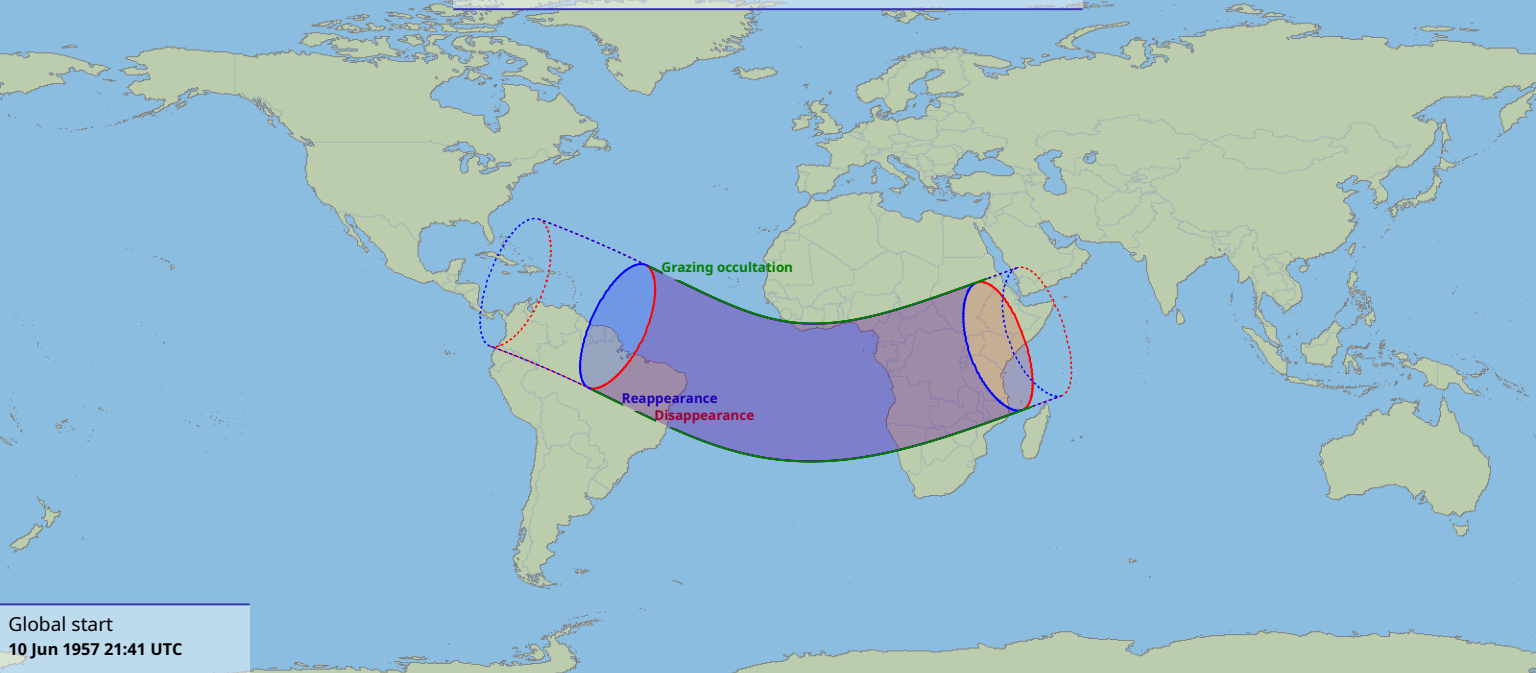 Grazing occultation
Reappearance
Disappearance
Global start
10 Jun 1957 21:41 UTC